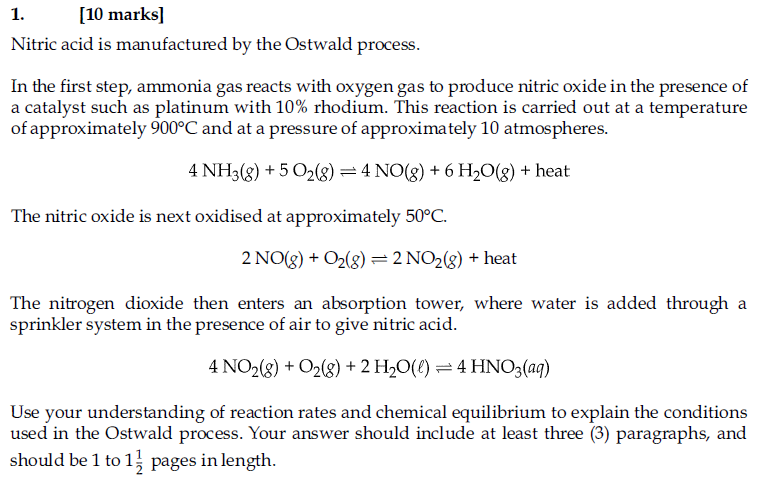 1. [10 marks]
Nitric acid is manufactured by the Ostwald process.
In the first step, ammonia gas reacts with oxygen gas to produce nitric oxide in the presence of
a catalyst such as platinum with 10% rhodium. This reaction is carried out at a temperature
of approximately 900°C and at a pressure of approximately 10 atmospheres.
4 NH₃(g) + 5 O₂(g) ⇌ 4 NO(g) + 6 H₂O(g) + heat
The nitric oxide is next oxidised at approximately 50°C.
2 NO(g) + O₂(g) ⇌ 2 NO₂(g) + heat
The nitrogen dioxide then enters an absorption tower, where water is added through a
sprinkler system in the presence of air to give nitric acid.
4 NO₂(g) + O₂(g) + 2 H₂O(ℓ) ⇌ 4 HNO₃(aq)
Use your understanding of reaction rates and chemical equilibrium to explain the conditions
used in the Ostwald process. Your answer should include at least three (3) paragraphs, and
should be 1 to 1½ pages in length.